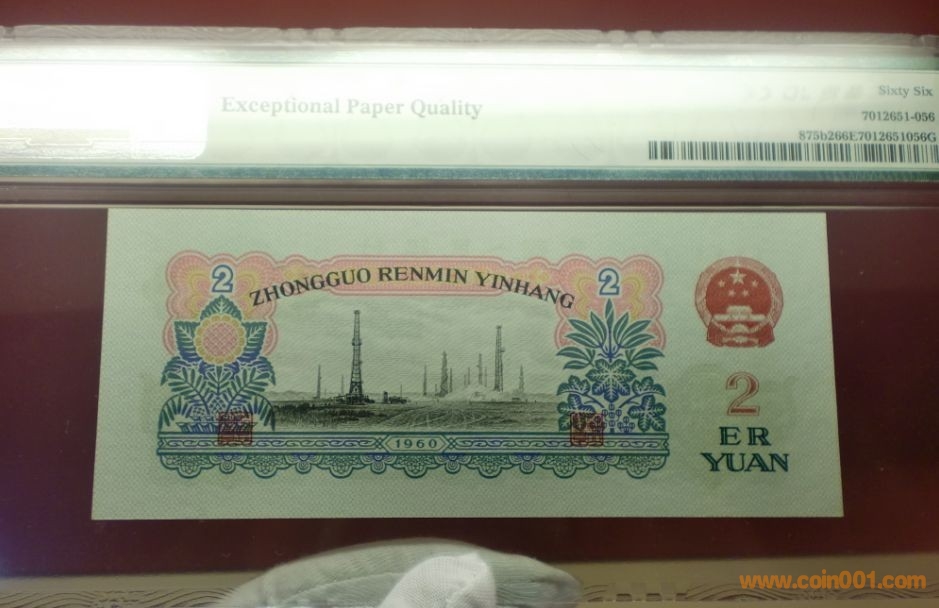 Exceptional Paper Quality
Sixty Six
7012651-056
875b266E7012651056G
2
ZHONGGUO RENMIN YINHANG
2
2
ER
YUAN
1960
www.coin001.com